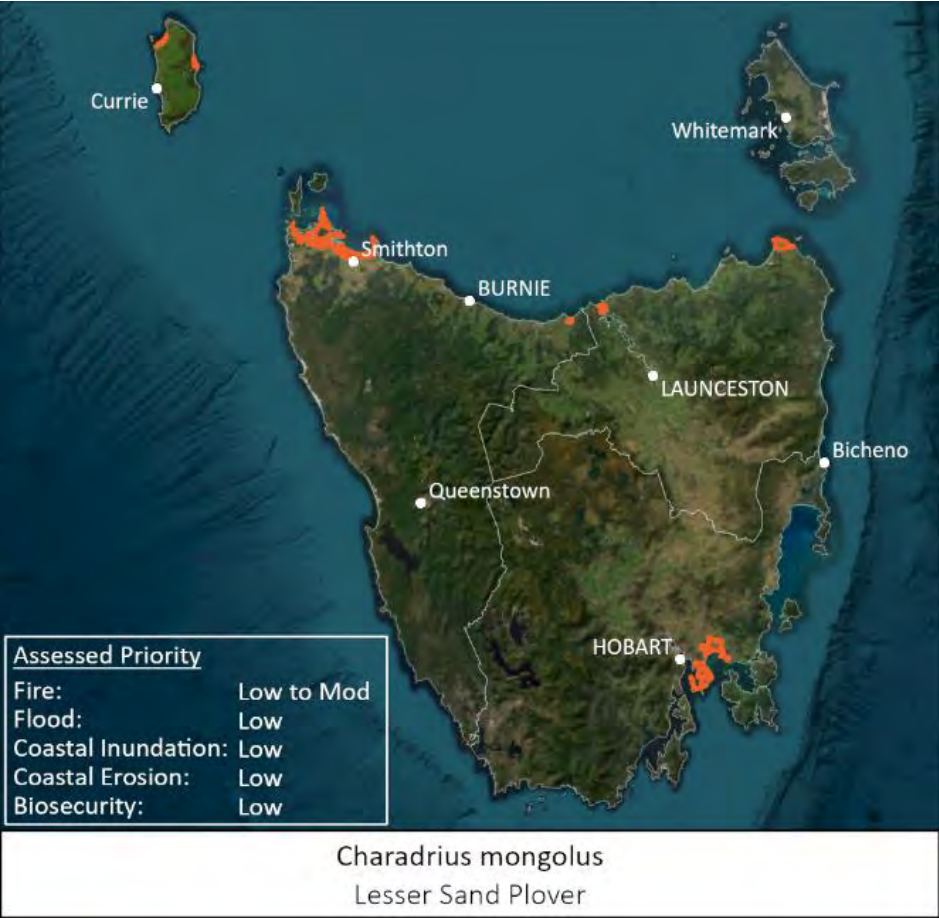 Currie
Whitemark
Smithton
BURNIE
LAUNCESTON
Bicheno
Queenstown
HOBART
Assessed Priority
Fire: Low to Mod
Flood: Low
Coastal Inundation: Low
Coastal Erosion: Low
Biosecurity: Low
Charadrius mongolus
Lesser Sand Plover